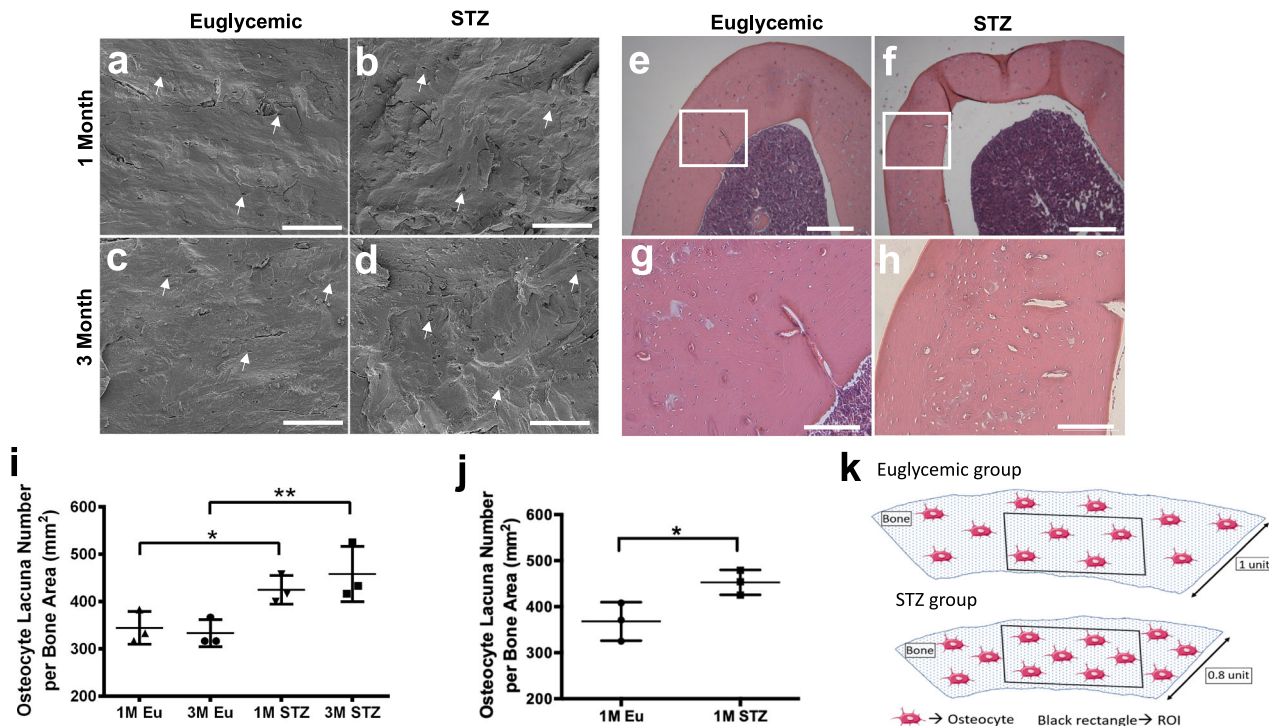 Euglycemic
STZ
Euglycemic
STZ
1 Month
3 Month
a
b
c
d
e
f
g
h
i
Osteocyte Lacuna Number
per Bone Area (mm²)
600
500
400
300
200
*
**
1M Eu
3M Eu
1M STZ
3M STZ
j
Osteocyte Lacuna Number
per Bone Area (mm²)
600
500
400
300
200
*
1M Eu
1M STZ
k
Euglycemic group
Bone
1 unit
STZ group
Bone
0.8 unit
→ Osteocyte
Black rectangle → ROI